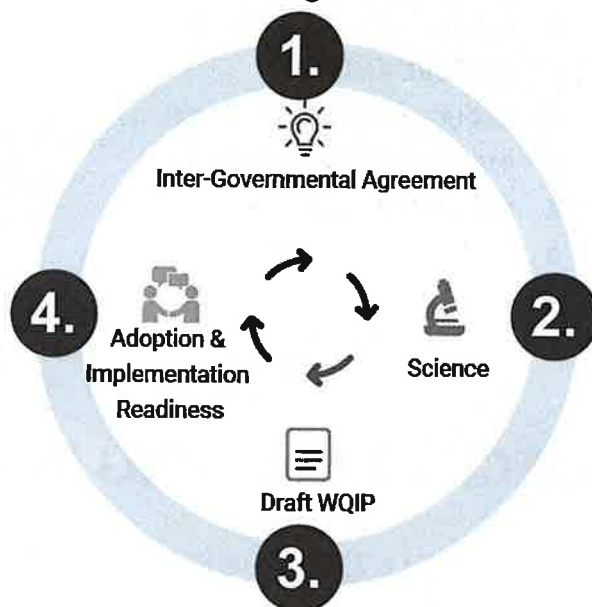 1.
Inter-Governmental Agreement
2.
Science
3.
Draft WQIP
4.
Adoption &
Implementation
Readiness